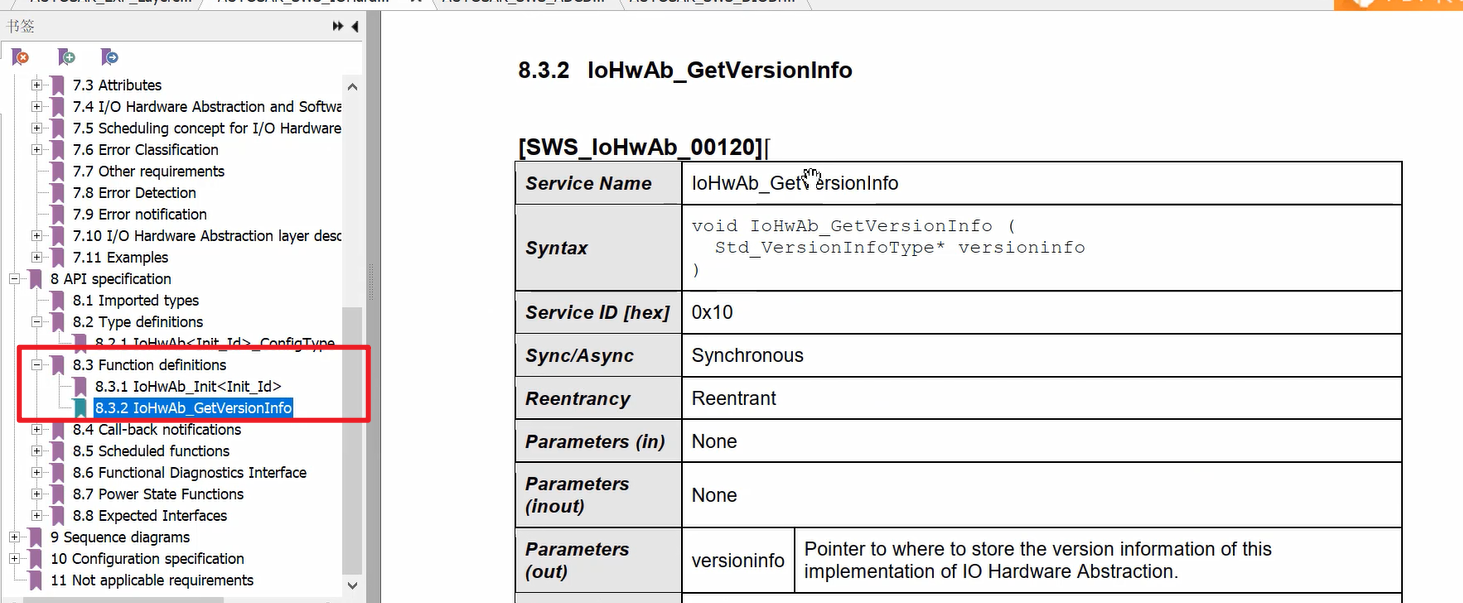 书签
7.3 Attributes
7.4 I/O Hardware Abstraction and Softwa
7.5 Scheduling concept for I/O Hardware
7.6 Error Classification
7.7 Other requirements
7.8 Error Detection
7.9 Error notification
7.10 I/O Hardware Abstraction layer desc
7.11 Examples
8 API specification
8.1 Imported types
8.2 Type definitions
8.2.1 IoHwAb<Init_Id>_ConfigType
8.3 Function definitions
8.3.1 IoHwAb_Init<Init_Id>
8.3.2 IoHwAb_GetVersionInfo
8.4 Call-back notifications
8.5 Scheduled functions
8.6 Functional Diagnostics Interface
8.7 Power State Functions
8.8 Expected Interfaces
9 Sequence diagrams
10 Configuration specification
11 Not applicable requirements
8.3.2 IoHwAb_GetVersionInfo
[SWS_IoHwAb_00120]⌈
Service Name
IoHwAb_GetVersionInfo
Syntax
void IoHwAb_GetVersionInfo (
Std_VersionInfoType* versioninfo
)
Service ID [hex]
0x10
Sync/Async
Synchronous
Reentrancy
Reentrant
Parameters (in)
None
Parameters
(inout)
None
Parameters
(out)
versioninfo
Pointer to where to store the version information of this
implementation of IO Hardware Abstraction.